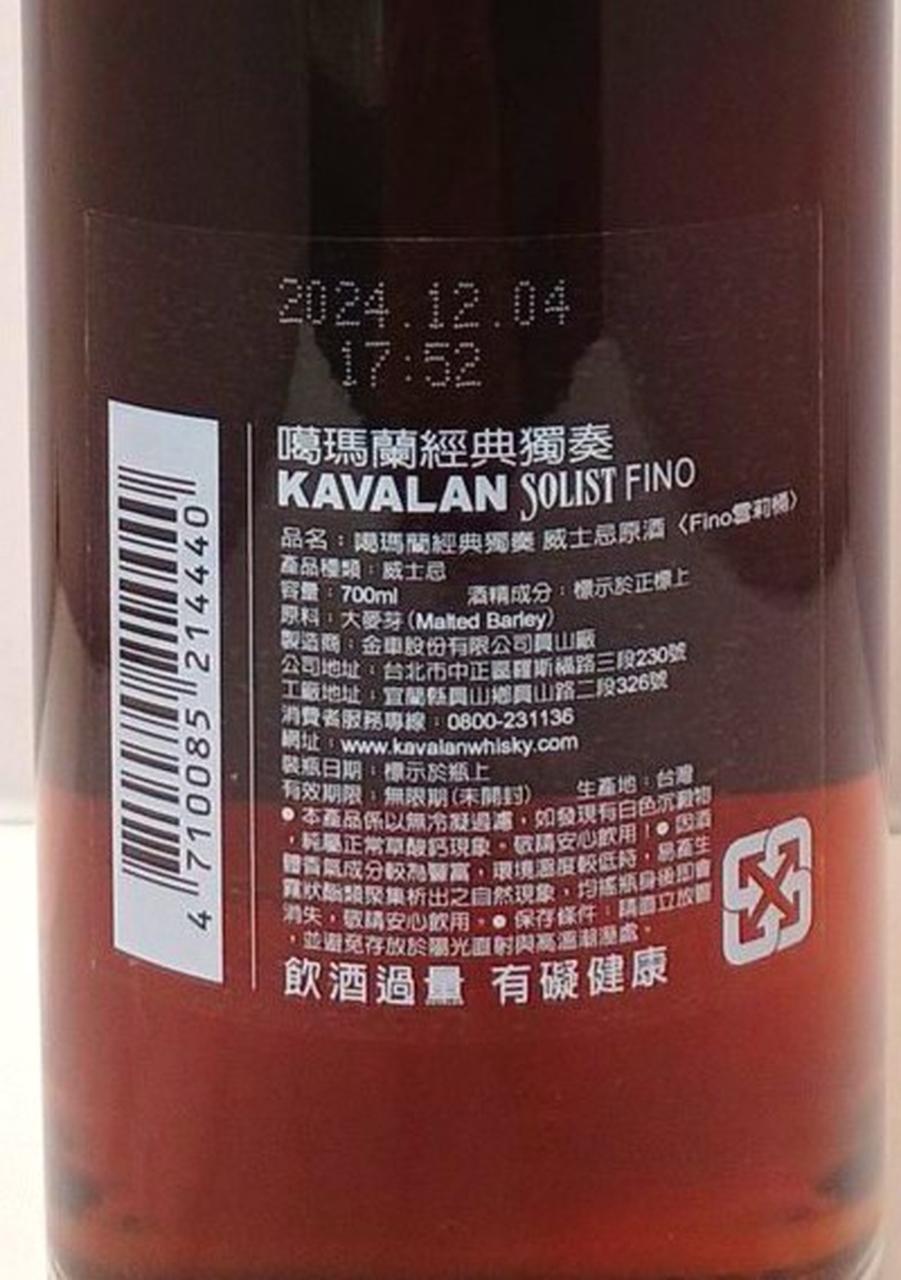 2024.12.04
17:52
噶瑪蘭經典獨奏
KAVALAN SOLIST FINO
品名：噶瑪蘭經典獨奏 威士忌原酒〈Fino雪莉桶〉
產品種類：威士忌
容量：700ml 酒精成分：標示於正標上
原料：大麥芽(Malted Barley)
製造商：金車股份有限公司員山廠
公司地址：台北市中正區羅斯福路三段230號
工廠地址：宜蘭縣員山鄉員山路二段326號
消費者服務專線：0800-231136
網址：www.kavalanwhisky.com
裝瓶日期：標示於瓶上
有效期限：無限期(未開封) 生產地：台灣
●本產品係以無冷凝過濾，如發現有白色沉澱物
，純屬正常草酸鈣現象。敬請安心飲用！●因酒
體香氣成分較為豐富，環境溫度較低時，易產生
霧狀酯類聚集析出之自然現象，均搖瓶身後即會
消失，敬請安心飲用。●保存條件：請直立放置
，並避免存放於陽光直射與高溫潮溼處。
飲酒過量 有礙健康
4 710085 214440